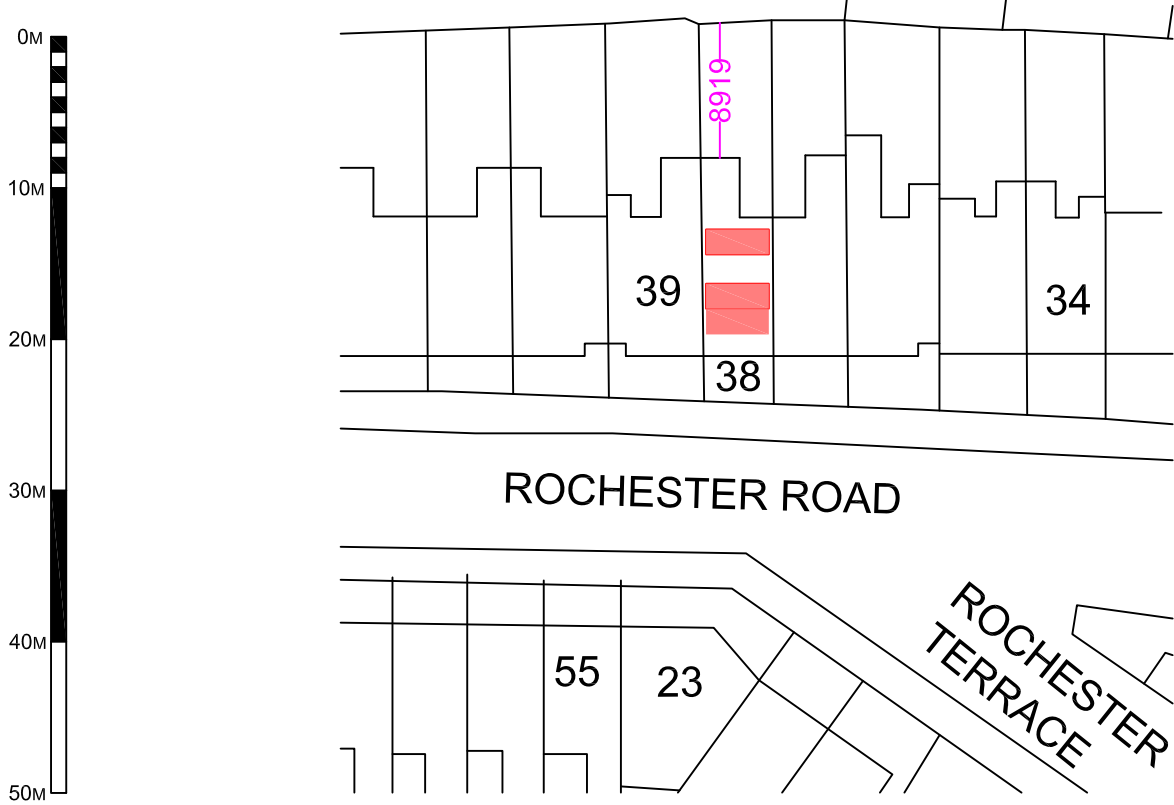 0M
10M
20M
30M
40M
50M
8919
39
38
34
ROCHESTER ROAD
ROCHESTER
TERRACE
55
23